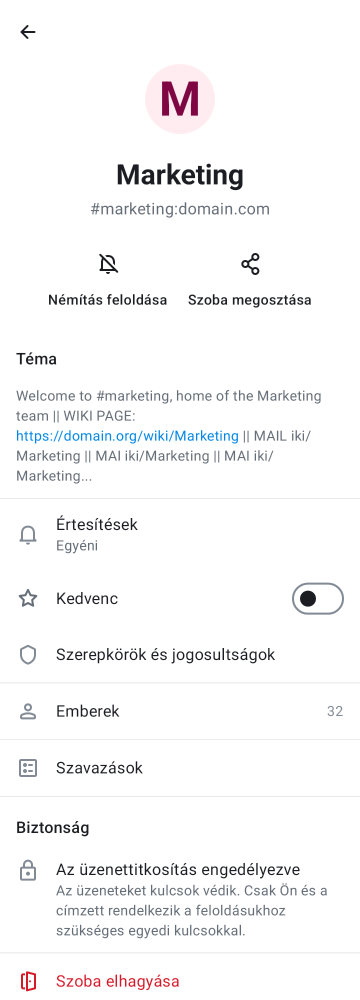 M
Marketing
#marketing:domain.com
Némítás feloldása
Szoba megosztása
Téma
Welcome to #marketing, home of the Marketing
team || WIKI PAGE:
https://domain.org/wiki/Marketing || MAIL iki/
Marketing || MAI iki/Marketing || MAI iki/
Marketing...
Értesítések
Egyéni
Kedvenc
Szerepkörök és jogosultságok
Emberek 32
Szavazások
Biztonság
Az üzenettitkosítás engedélyezve
Az üzeneteket kulcsok védik. Csak Ön és a
címzett rendelkezik a feloldásukhoz
szükséges egyedi kulcsokkal.
Szoba elhagyása